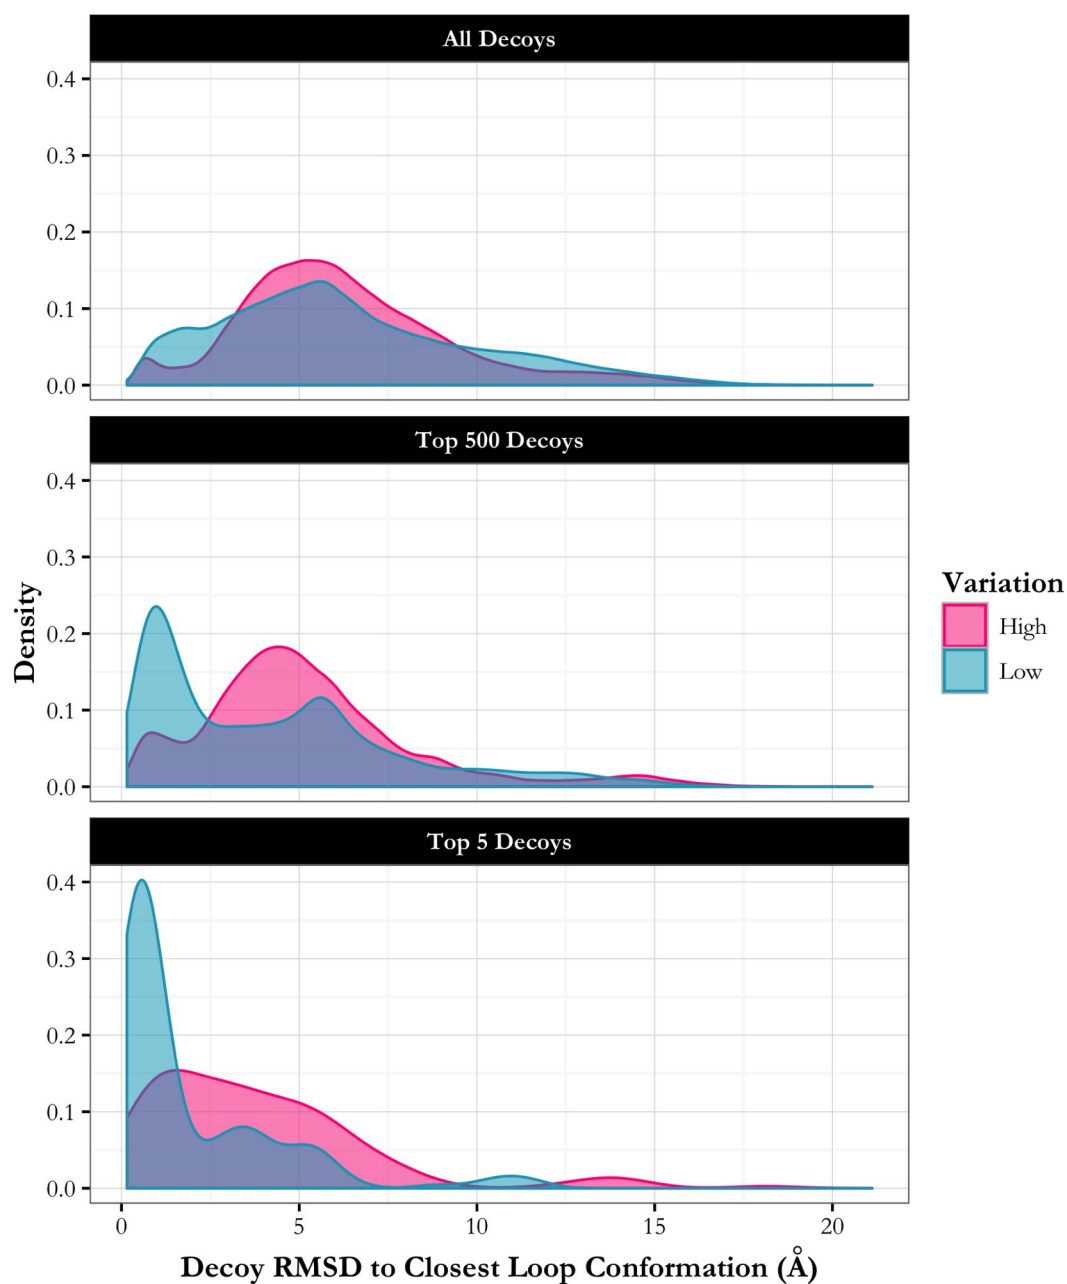 All Decoys
0.4
0.3
0.2
0.1
0.0
Top 500 Decoys
0.4
0.3
0.2
0.1
0.0
Top 5 Decoys
0.4
0.3
0.2
0.1
0.0
0 5 10 15 20
Decoy RMSD to Closest Loop Conformation (Å)
Density
Variation
High
Low